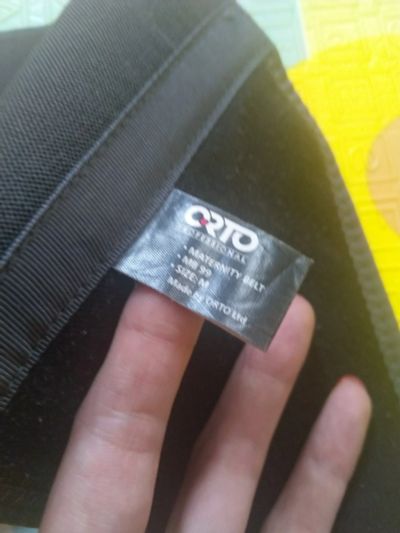 ORTO
PROFESSIONAL
• MATERNITY BELT
• MB 99
• SIZE: M
Made by ORTO Ltd